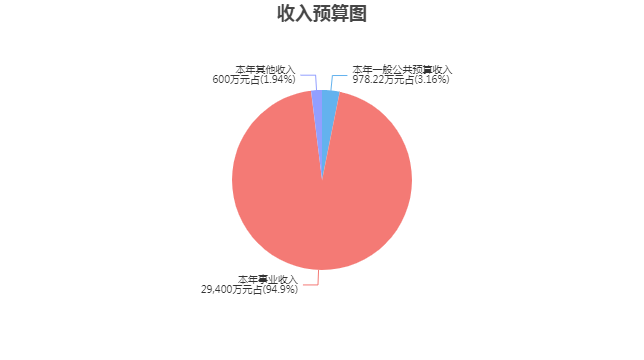 收入预算图
本年其他收入
600万元占(1.94%)
本年一般公共预算收入
978.22万元占(3.16%)
本年事业收入
29,400万元占(94.9%)